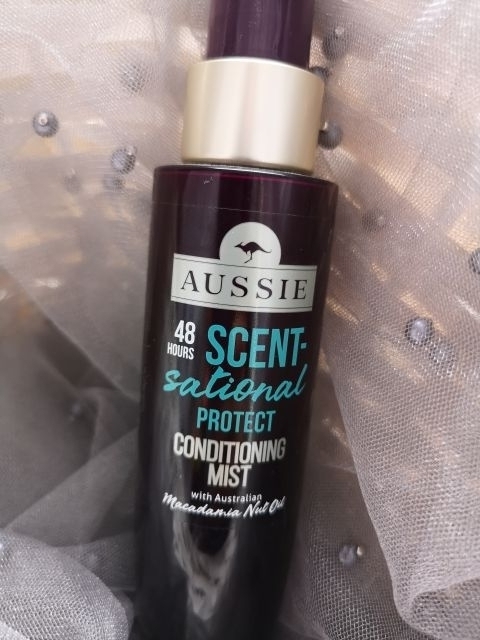 AUSSIE
48
HOURS
SCENT-
sational
PROTECT
CONDITIONING
MIST
with Australian
Macadamia Nut Oil